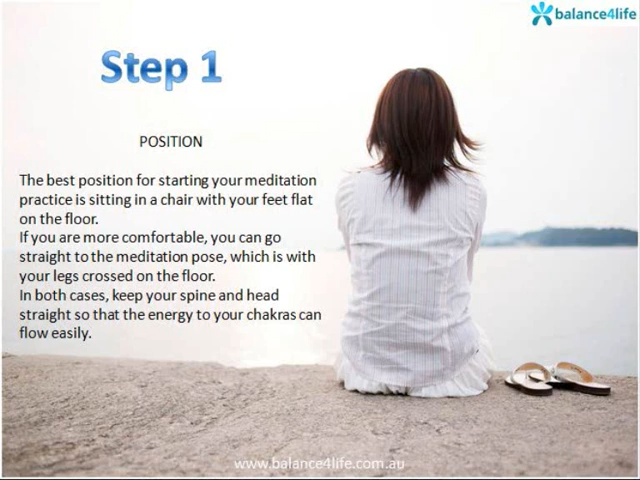 balance4life
Step 1
POSITION
The best position for starting your meditation
practice is sitting in a chair with your feet flat
on the floor.
If you are more comfortable, you can go
straight to the meditation pose, which is with
your legs crossed on the floor.
In both cases, keep your spine and head
straight so that the energy to your chakras can
flow easily.
www.balance4life.com.au